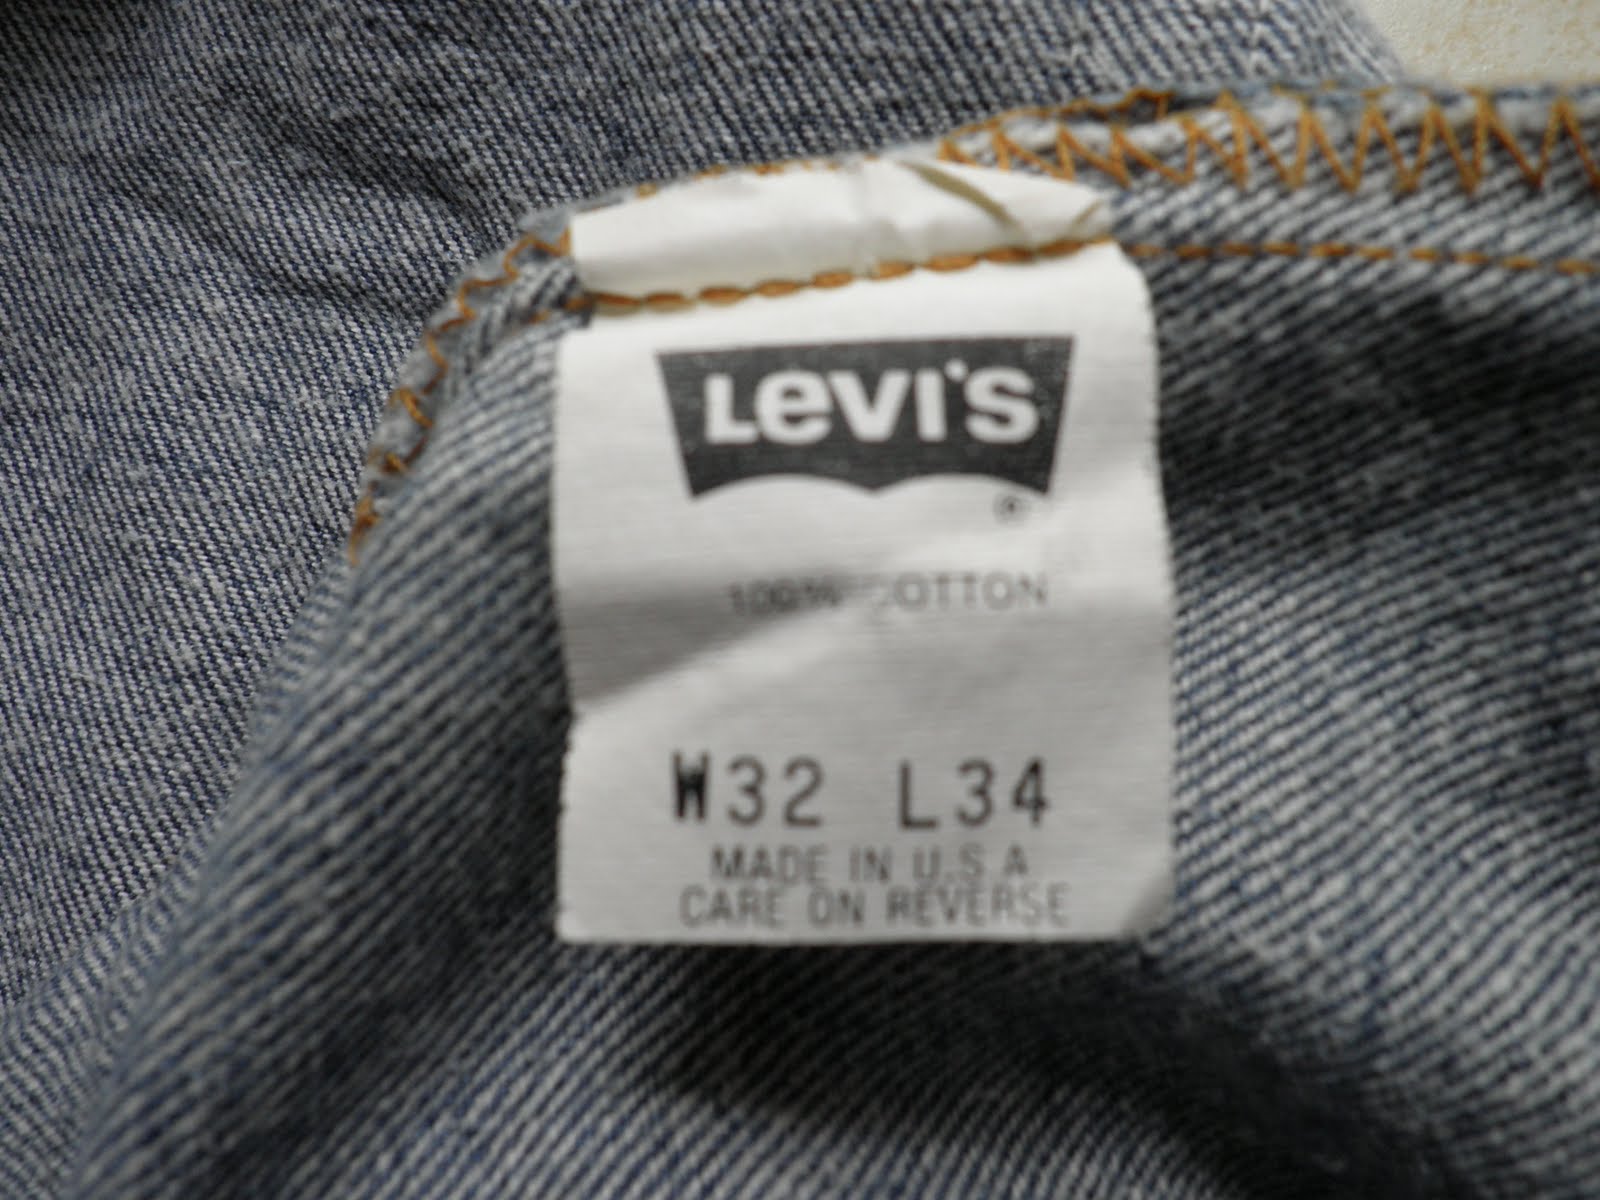 Levi's
®
100% COTTON
W32 L34
MADE IN U.S.A
CARE ON REVERSE